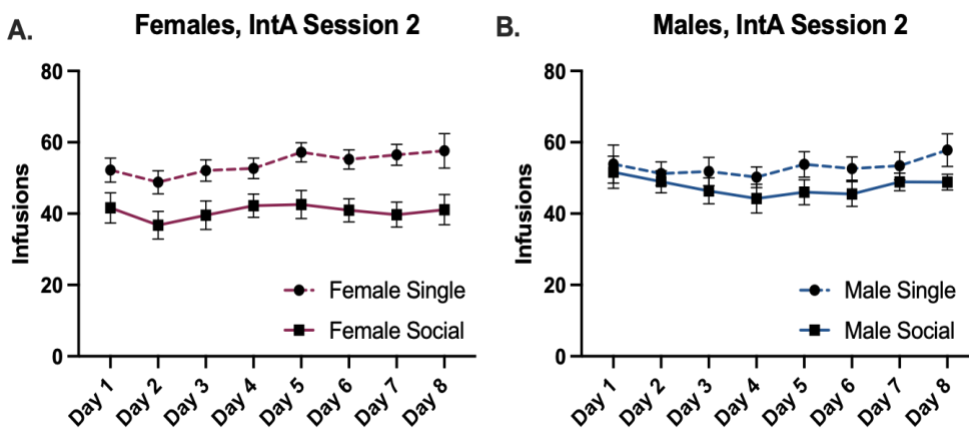 A.
Females, IntA Session 2
80
60
40
20
0
Infusions
Female Single
Female Social
Day 1
Day 2
Day 3
Day 4
Day 5
Day 6
Day 7
Day 8
B.
Males, IntA Session 2
80
60
40
20
0
Infusions
Male Single
Male Social
Day 1
Day 2
Day 3
Day 4
Day 5
Day 6
Day 7
Day 8